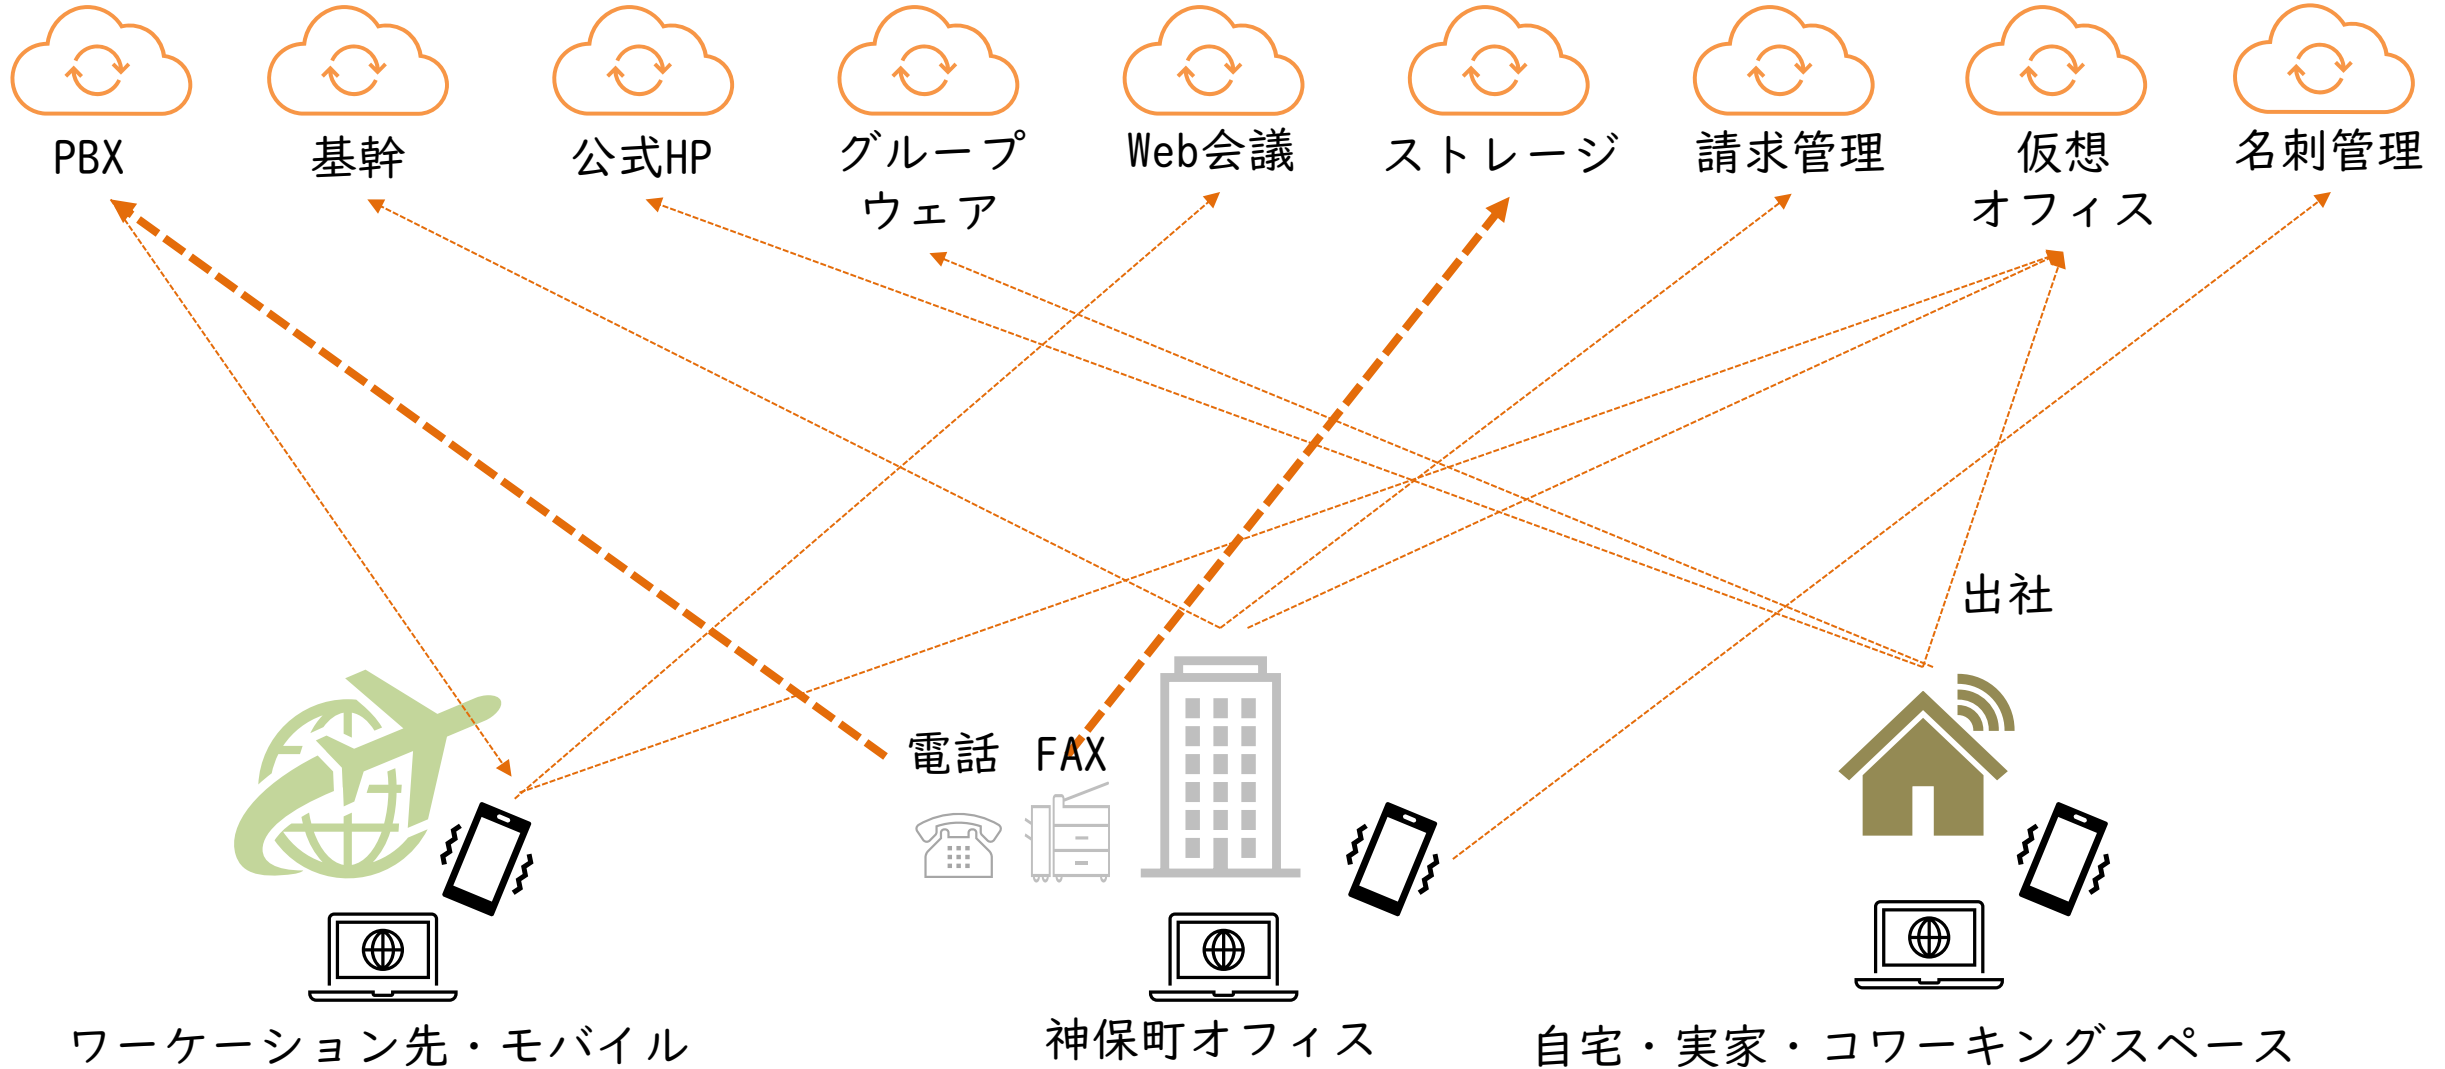 PBX
基幹
公式HP
グループ
ウェア
Web会議
ストレージ
請求管理
仮想
オフィス
名刺管理
出社
電話
FAX
ワーケーション先・モバイル
神保町オフィス
自宅・実家・コワーキングスペース